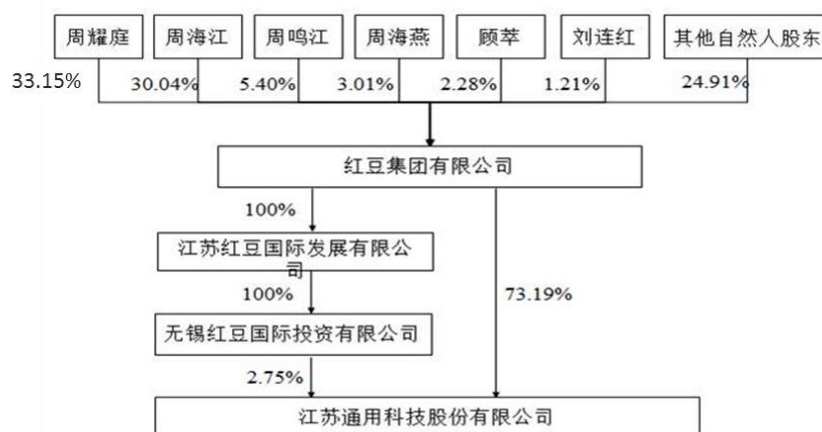 周耀庭 周海江 周鸣江 周海燕 顾萃 刘连红 其他自然人股东
33.15% 30.04% 5.40% 3.01% 2.28% 1.21% 24.91%
红豆集团有限公司
100%
江苏红豆国际发展有限公
司
100% 73.19%
无锡红豆国际投资有限公司
2.75%
江苏通用科技股份有限公司